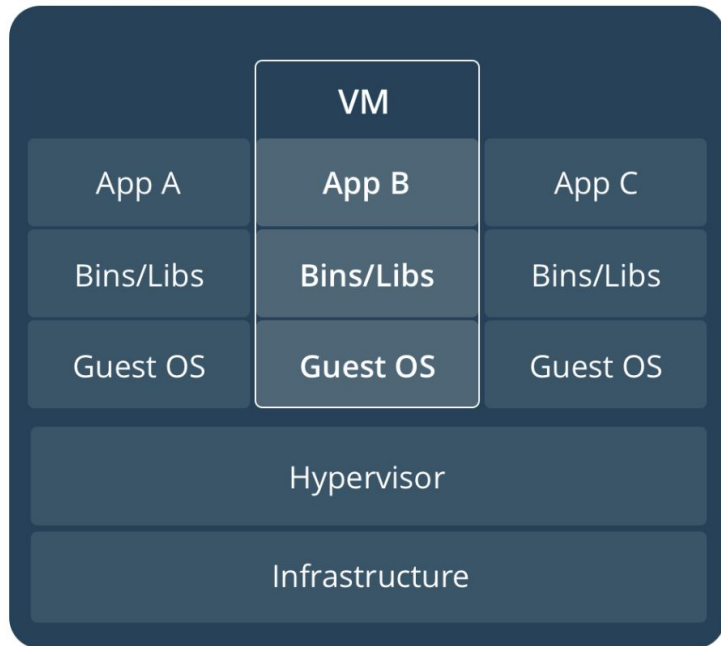 VM
App A App B App C
Bins/Libs Bins/Libs Bins/Libs
Guest OS Guest OS Guest OS
Hypervisor
Infrastructure